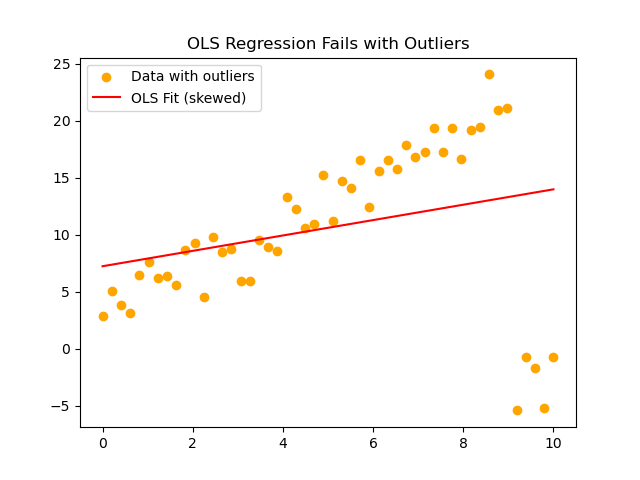 OLS Regression Fails with Outliers
Data with outliers
OLS Fit (skewed)
25
20
15
10
5
0
−5
0 2 4 6 8 10